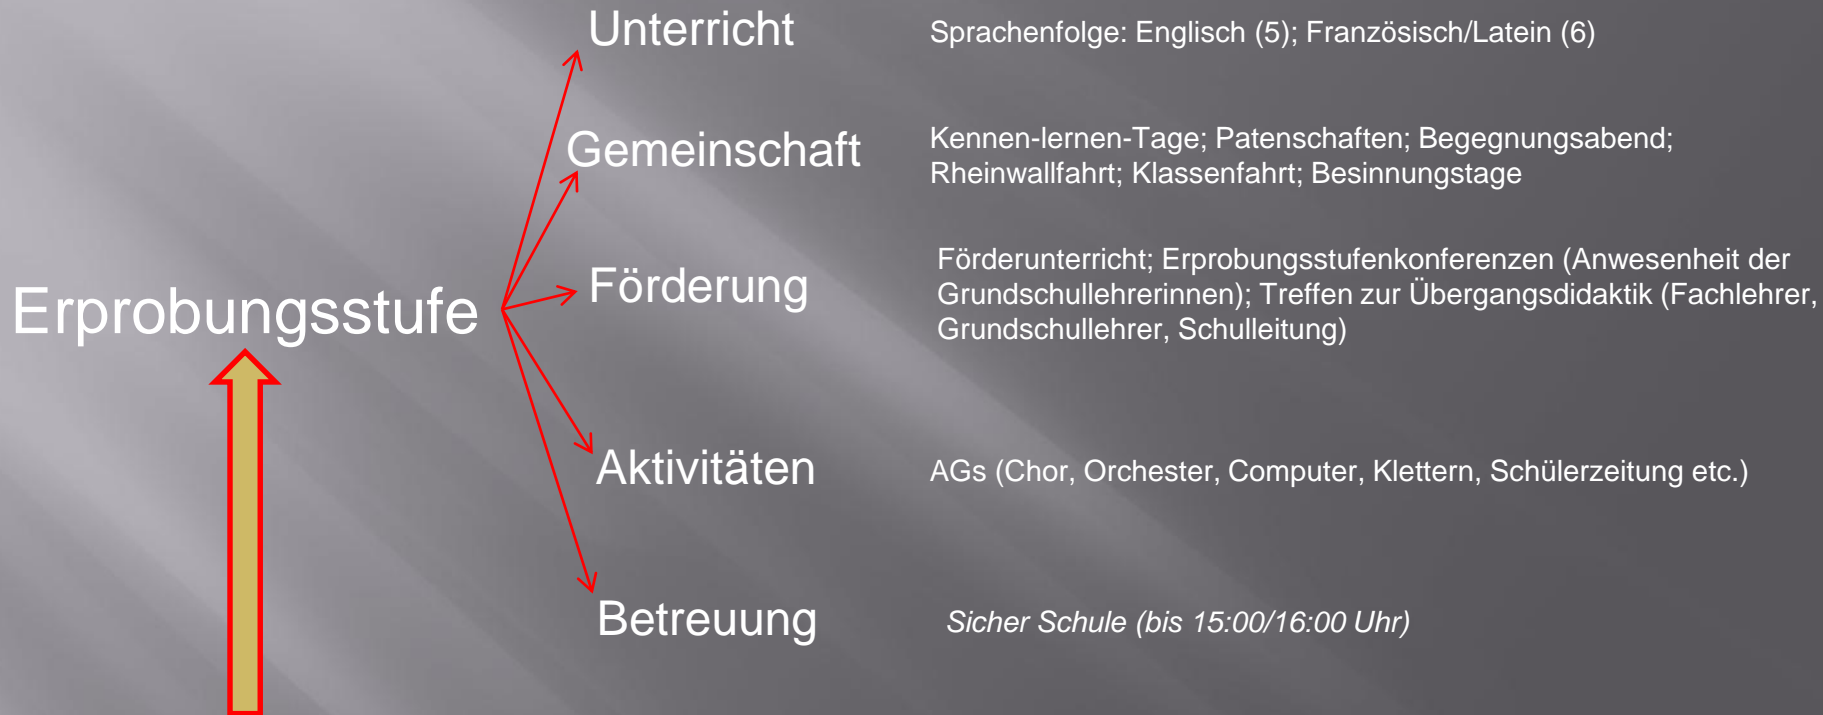 Unterricht
Sprachenfolge: Englisch (5); Französisch/Latein (6)
Gemeinschaft
Kennen-lernen-Tage; Patenschaften; Begegnungsabend;
Rheinwallfahrt; Klassenfahrt; Besinnungstage
Erprobungsstufe
Förderung
Förderunterricht; Erprobungsstufenkonferenzen (Anwesenheit der
Grundschullehrerinnen); Treffen zur Übergangsdidaktik (Fachlehrer,
Grundschullehrer, Schulleitung)
Aktivitäten
AGs (Chor, Orchester, Computer, Klettern, Schülerzeitung etc.)
Betreuung
Sicher Schule (bis 15:00/16:00 Uhr)